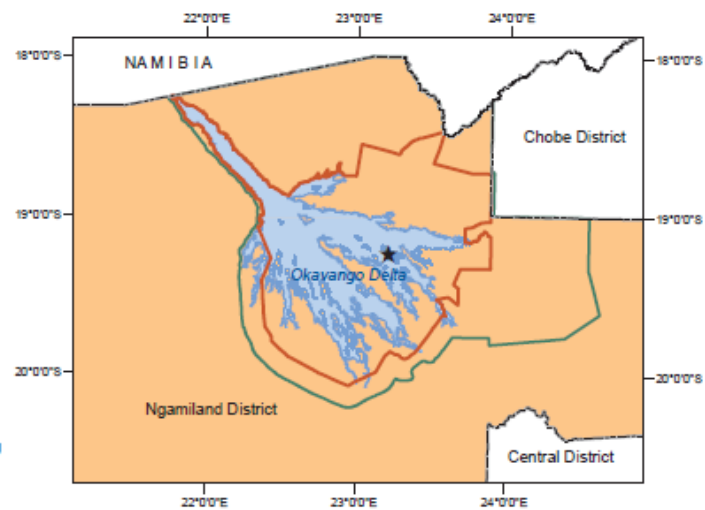 22°0'0"E
23°0'0"E
24°0'0"E
18°0'0"S
NAMIBIA
18°0'0"S
Chobe District
19°0'0"S
19°0'0"S
Okavango Delta
20°0'0"S
20°0'0"S
Ngamiland District
Central District
22°0'0"E
23°0'0"E
24°0'0"E